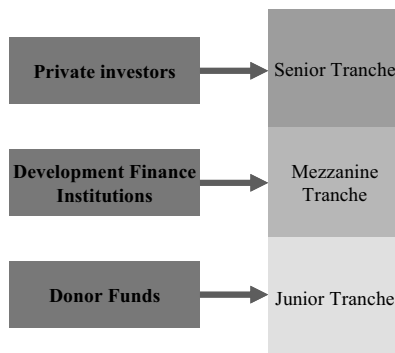 Private investors
Senior Tranche
Development Finance
Institutions
Mezzanine
Tranche
Donor Funds
Junior Tranche